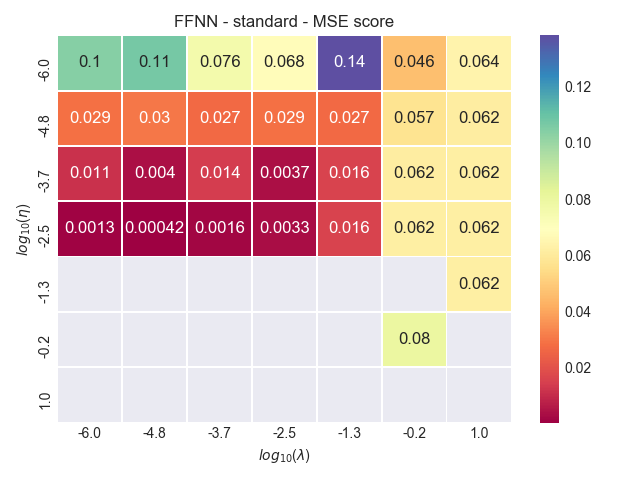 FFNN - standard - MSE score
-6.0 0.1 0.11 0.076 0.068 0.14 0.046 0.064
-4.8 0.029 0.03 0.027 0.029 0.027 0.057 0.062
-3.7 0.011 0.004 0.014 0.0037 0.016 0.062 0.062
-2.5 0.0013 0.00042 0.0016 0.0033 0.016 0.062 0.062
-1.3 0.062
-0.2 0.08
1.0
log₁₀(η)
-6.0 -4.8 -3.7 -2.5 -1.3 -0.2 1.0
log₁₀(λ)
0.12
0.10
0.08
0.06
0.04
0.02